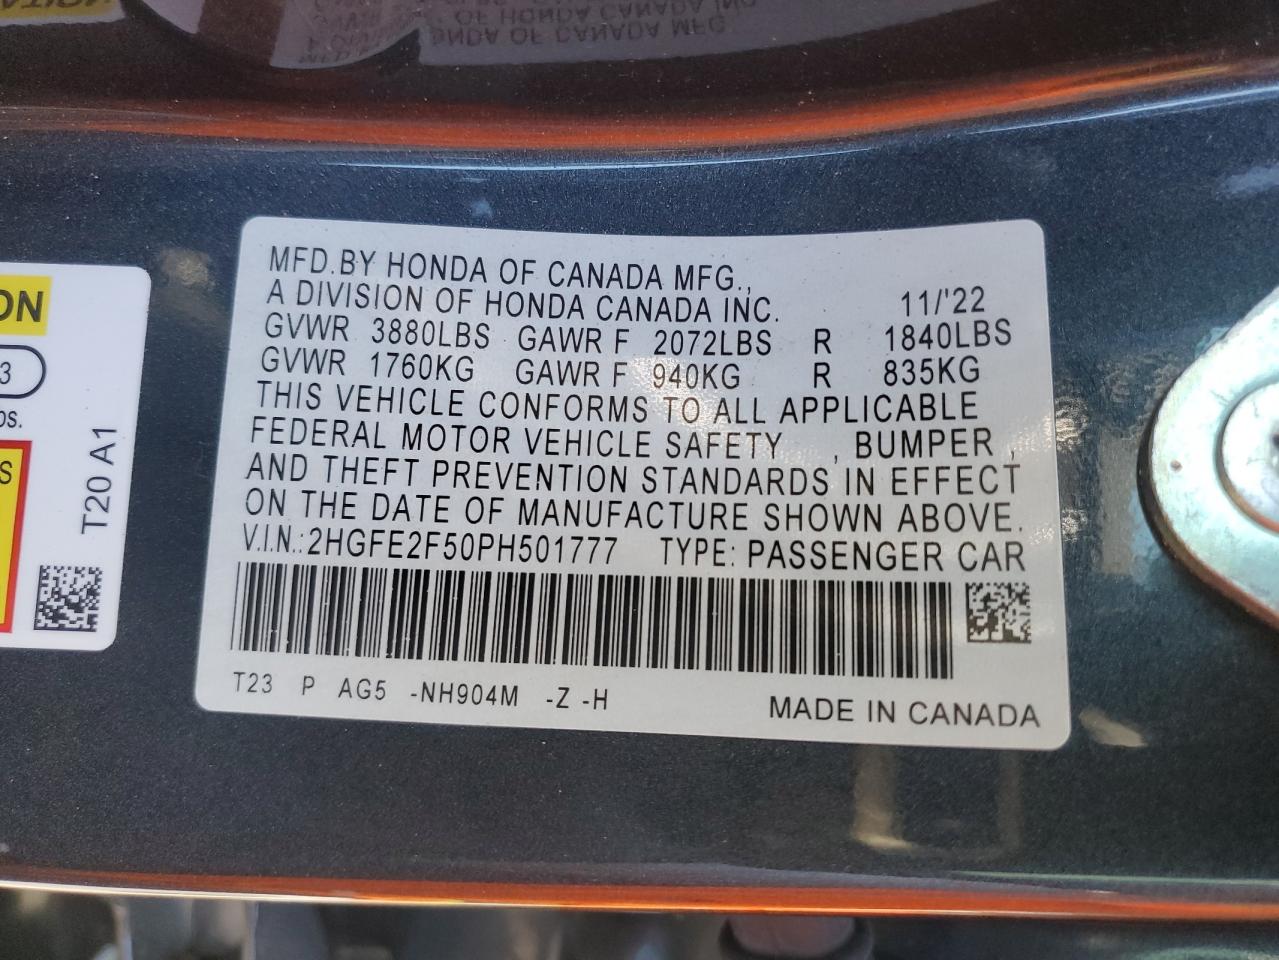 MFD.BY HONDA OF CANADA MFG.,
A DIVISION OF HONDA CANADA INC. 11/'22
GVWR 3880LBS GAWR F 2072LBS R 1840LBS
GVWR 1760KG GAWR F 940KG R 835KG
THIS VEHICLE CONFORMS TO ALL APPLICABLE
FEDERAL MOTOR VEHICLE SAFETY , BUMPER ,
AND THEFT PREVENTION STANDARDS IN EFFECT
ON THE DATE OF MANUFACTURE SHOWN ABOVE.
V.I.N.:2HGFE2F50PH501777 TYPE: PASSENGER CAR
T23 P AG5 -NH904M -Z -H
MADE IN CANADA
T20 A1